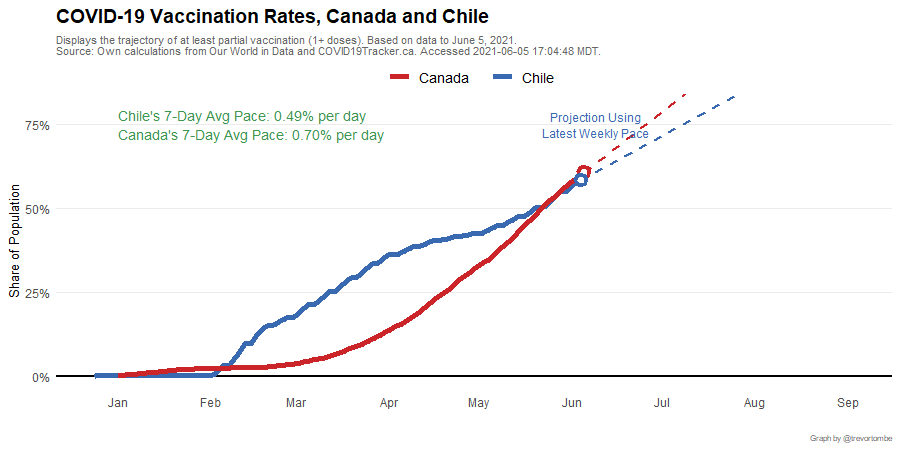 COVID-19 Vaccination Rates, Canada and Chile
Displays the trajectory of at least partial vaccination (1+ doses). Based on data to June 5, 2021.
Source: Own calculations from Our World in Data and COVID19Tracker.ca. Accessed 2021-06-05 17:04:48 MDT.
Canada Chile
Chile's 7-Day Avg Pace: 0.49% per day
Canada's 7-Day Avg Pace: 0.70% per day
Projection Using
Latest Weekly Pace
Share of Population
75%
50%
25%
0%
Jan Feb Mar Apr May Jun Jul Aug Sep
Graph by @trevortombe